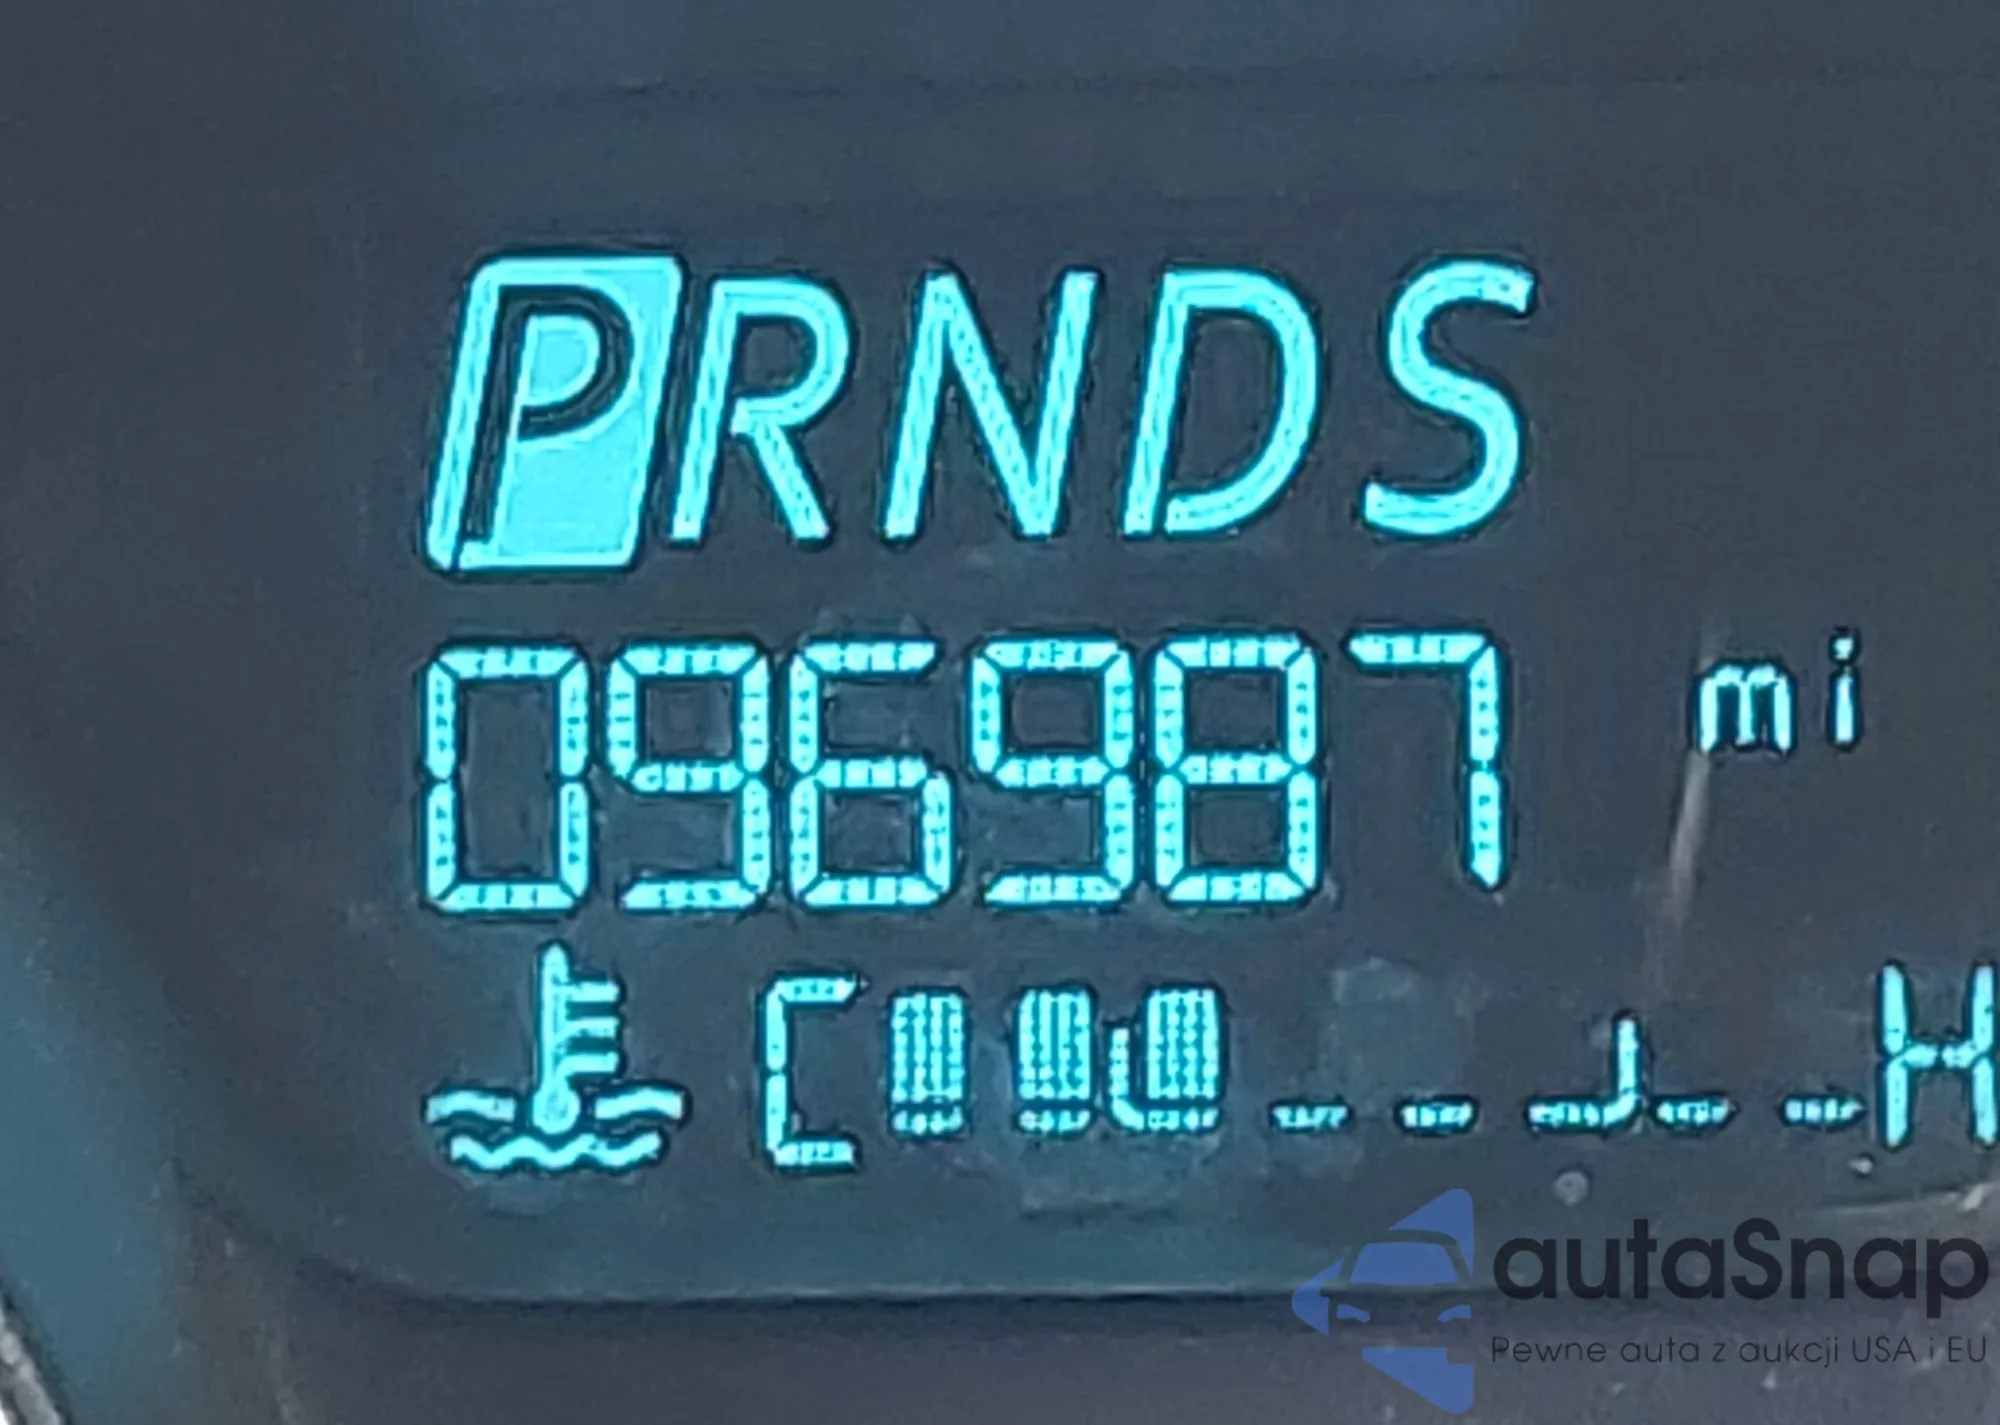 PRNDS
096987 mi
C H
autaSnap
Pewne auta z aukcji USA i EU